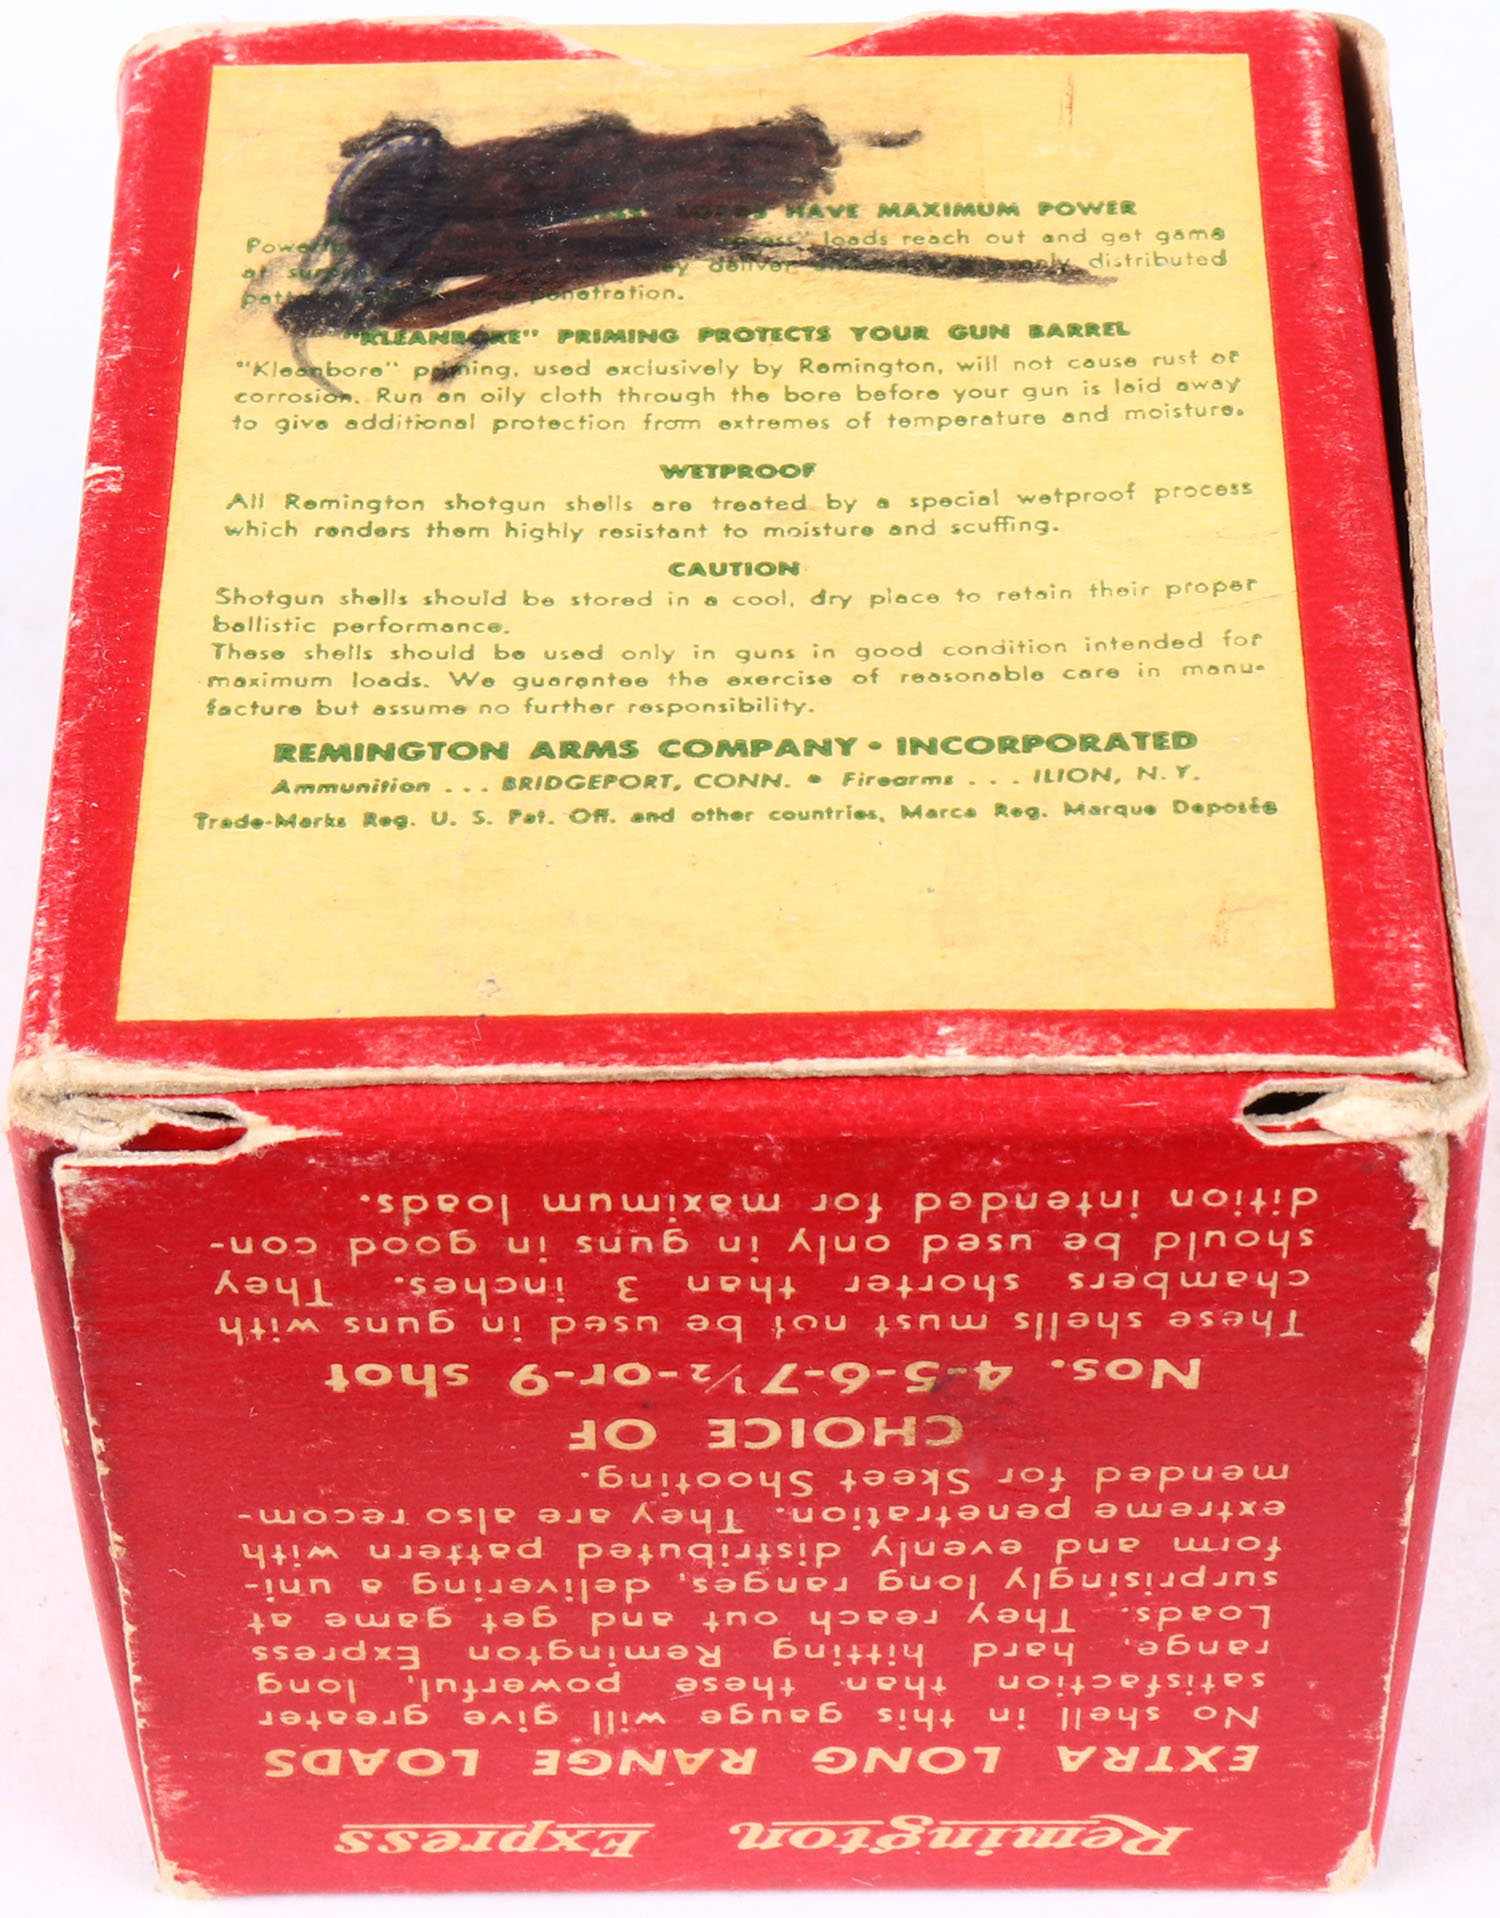 LOADS HAVE MAXIMUM POWER
Powerful loads reach out and get game
at deliver distributed
penetration.
"KLEANBORE" PRIMING PROTECTS YOUR GUN BARREL
"Kleanbore" priming, used exclusively by Remington, will not cause rust or
corrosion. Run an oily cloth through the bore before your gun is laid away
to give additional protection from extremes of temperature and moisture.
WETPROOF
All Remington shotgun shells are treated by a special wetproof process
which renders them highly resistant to moisture and scuffing.
CAUTION
Shotgun shells should be stored in a cool, dry place to retain their proper
ballistic performance.
These shells should be used only in guns in good condition intended for
maximum loads. We guarantee the exercise of reasonable care in manu-
facture but assume no further responsibility.
REMINGTON ARMS COMPANY • INCORPORATED
Ammunition ... BRIDGEPORT, CONN. • Firearms ... ILION, N. Y.
Trade-Marks Reg. U. S. Pat. Off. and other countries, Marca Reg. Marque Deposée
Remington Express
EXTRA LONG RANGE LOADS
No shell in this gauge will give greater
satisfaction than these powerful, long
range, hard hitting Remington Express
Loads. They reach out and get game at
surprisingly long ranges, delivering a uni-
form and evenly distributed pattern with
extreme penetration. They are also recom-
mended for Skeet Shooting.
CHOICE OF
Nos. 4-5-6-7½-or-9 shot
These shells must not be used in guns with
chambers shorter than 3 inches. They
should be used only in guns in good con-
dition intended for maximum loads.